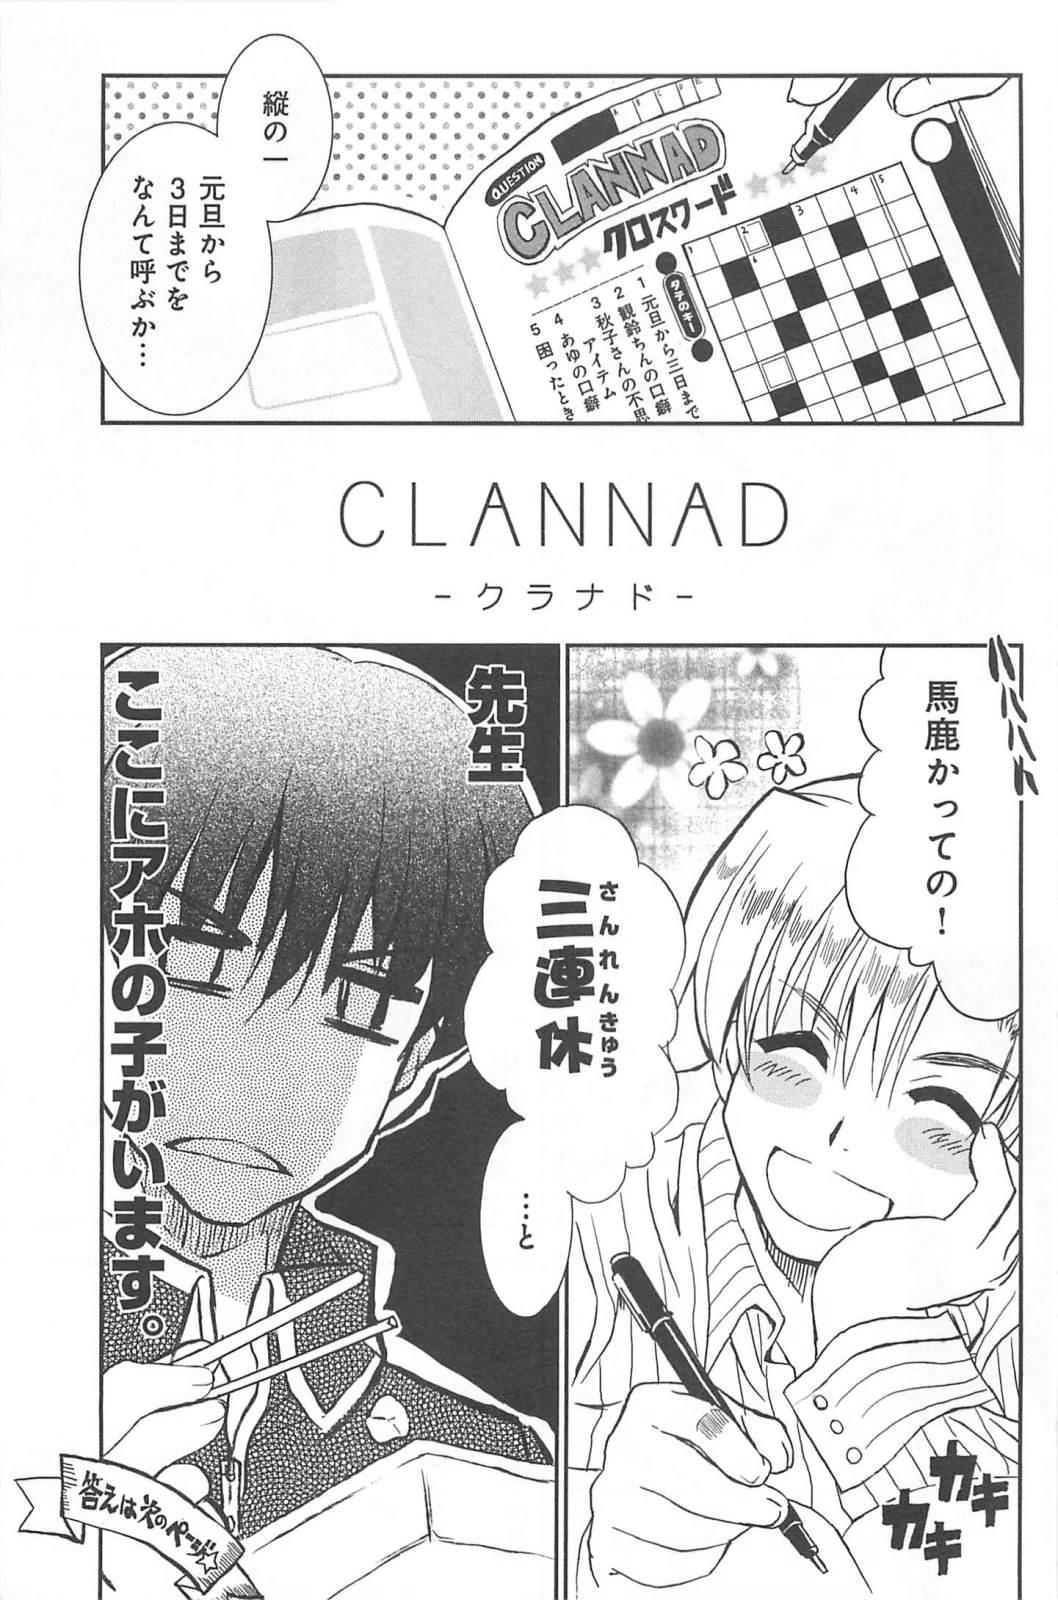 縦の一
元旦から
3日までを
なんて呼ぶか…
QUESTION
CLANNAD
クロスワード
タテのキー
1 元旦から三日まで
2 観鈴ちんの口癖
3 秋子さんの不思
アイテム
4 あゆの口癖
5 困ったとき
CLANNAD
-クラナド-
馬鹿かっての!
さんれんきゅう
三連休
…と
カキ
カキ
先生
ここにアホの子がいます。
答えは次のページ☆